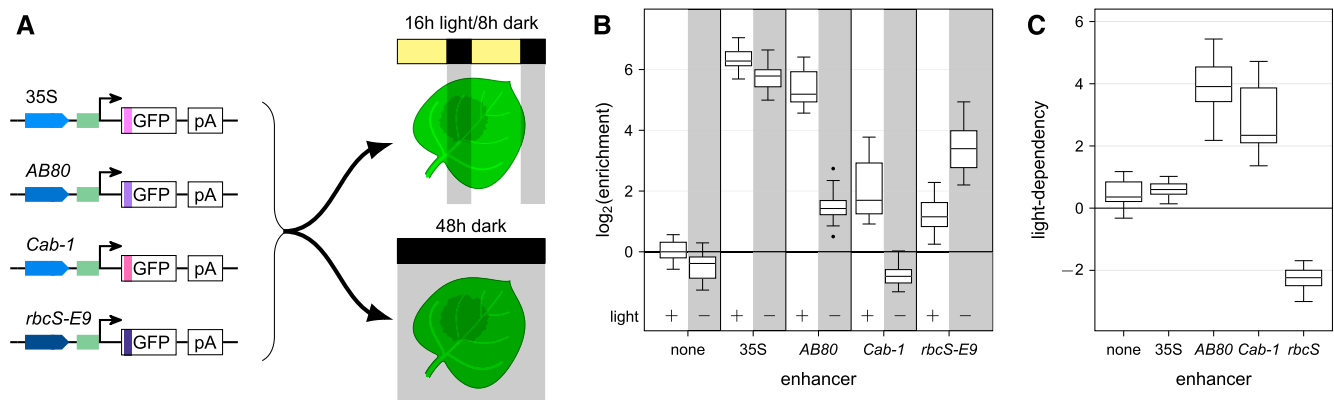 A
35S
GFP
pA
AB80
GFP
pA
Cab-1
GFP
pA
rbcS-E9
GFP
pA
16h light/8h dark
48h dark
B
log₂(enrichment)
6
4
2
0
light + − + − + − + − + −
none 35S AB80 Cab-1 rbcS-E9
enhancer
C
light-dependency
6
4
2
0
−2
none 35S AB80 Cab-1 rbcS
enhancer